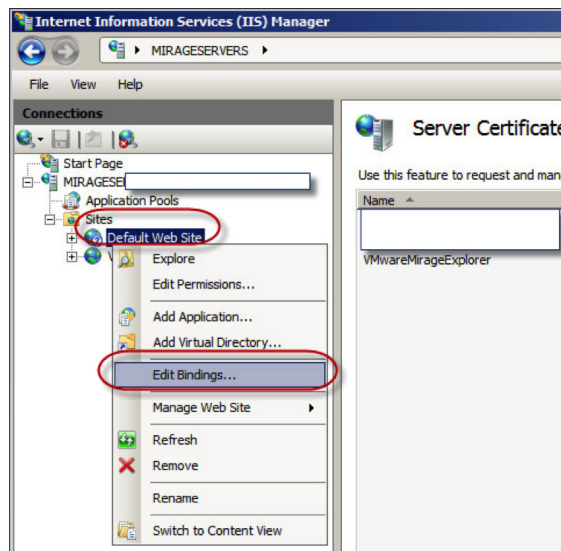 Internet Information Services (IIS) Manager
MIRAGESERVERS
File View Help
Connections
Start Page
MIRAGESE
Application Pools
Sites
Default Web Site
Explore
Edit Permissions...
Add Application...
Add Virtual Directory...
Edit Bindings...
Manage Web Site
Refresh
Remove
Rename
Switch to Content View
Server Certificate
Use this feature to request and man
Name
VMwareMirageExplorer